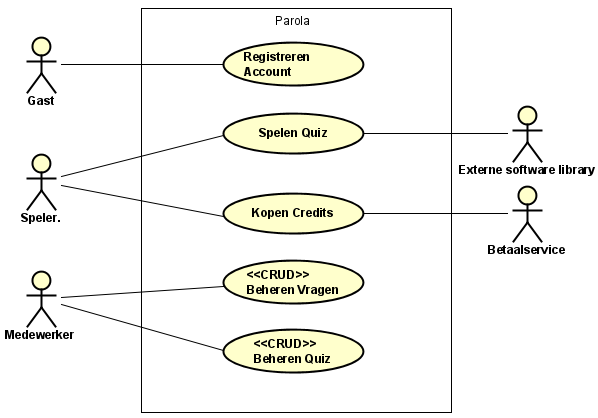 Parola
Registreren
Account
Gast
Spelen Quiz
Externe software library
Speler.
Kopen Credits
Betaalservice
<<CRUD>>
Beheren Vragen
Medewerker
<<CRUD>>
Beheren Quiz